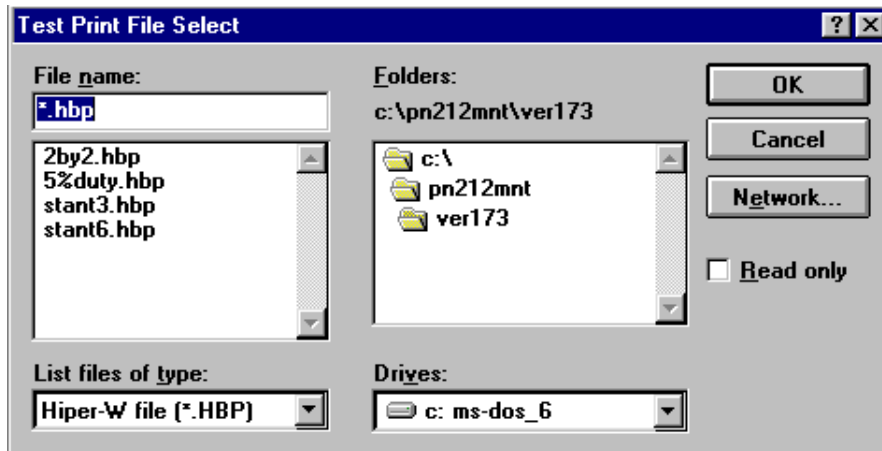 Test Print File Select
File name:
*.hbp
2by2.hbp
5%duty.hbp
stant3.hbp
stant6.hbp
List files of type:
Hiper-W file (*.HBP)
Folders:
c:\pn212mnt\ver173
c:\
pn212mnt
ver173
Drives:
c: ms-dos_6
OK
Cancel
Network...
Read only